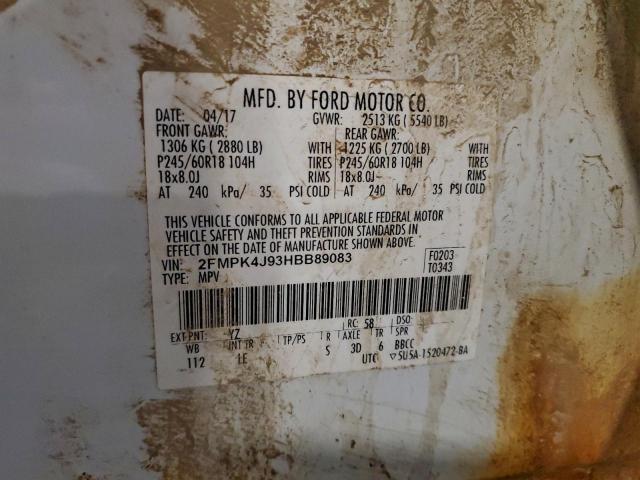 MFD. BY FORD MOTOR CO.
DATE: 04/17 GVWR: 2513 KG ( 5540 LB)
FRONT GAWR: REAR GAWR:
1306 KG ( 2880 LB) WITH 1225 KG ( 2700 LB) WITH
P245/60R18 104H TIRES P245/60R18 104H TIRES
18x8.0J RIMS 18x8.0J RIMS
AT 240 kPa/ 35 PSI COLD AT 240 kPa/ 35 PSI COLD
THIS VEHICLE CONFORMS TO ALL APPLICABLE FEDERAL MOTOR
VEHICLE SAFETY AND THEFT PREVENTION STANDARDS IN
EFFECT ON THE DATE OF MANUFACTURE SHOWN ABOVE.
VIN: 2FMPK4J93HBB89083 F0203
TYPE: MPV T0343
EXT PNT: YZ RC: 58 DSO:
WB INT TR TP/PS R AXLE TR SPR
112 LE S 3D 6 BBCC
UTC ▽5U5A-1520472-BA